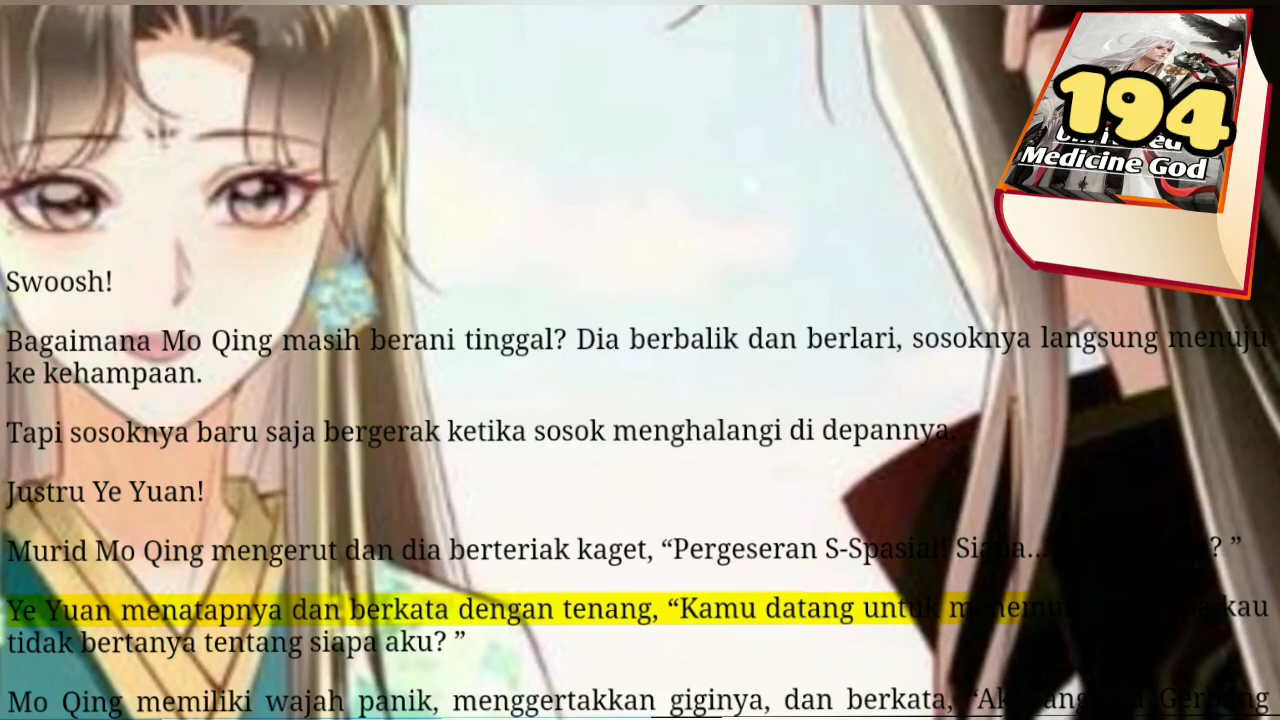 194
Medicine God
Swoosh!
Bagaimana Mo Qing masih berani tinggal? Dia berbalik dan berlari, sosoknya langsung menuju
ke kehampaan.
Tapi sosoknya baru saja bergerak ketika sosok menghalangi di depannya.
Justru Ye Yuan!
Murid Mo Qing mengerut dan dia berteriak kaget, “Pergeseran S-Spasial! ? ”
Ye Yuan menatapnya dan berkata dengan tenang, “Kamu datang untuk kau
tidak bertanya tentang siapa aku? ”
Mo Qing memiliki wajah panik, menggertakkan giginya, dan berkata,